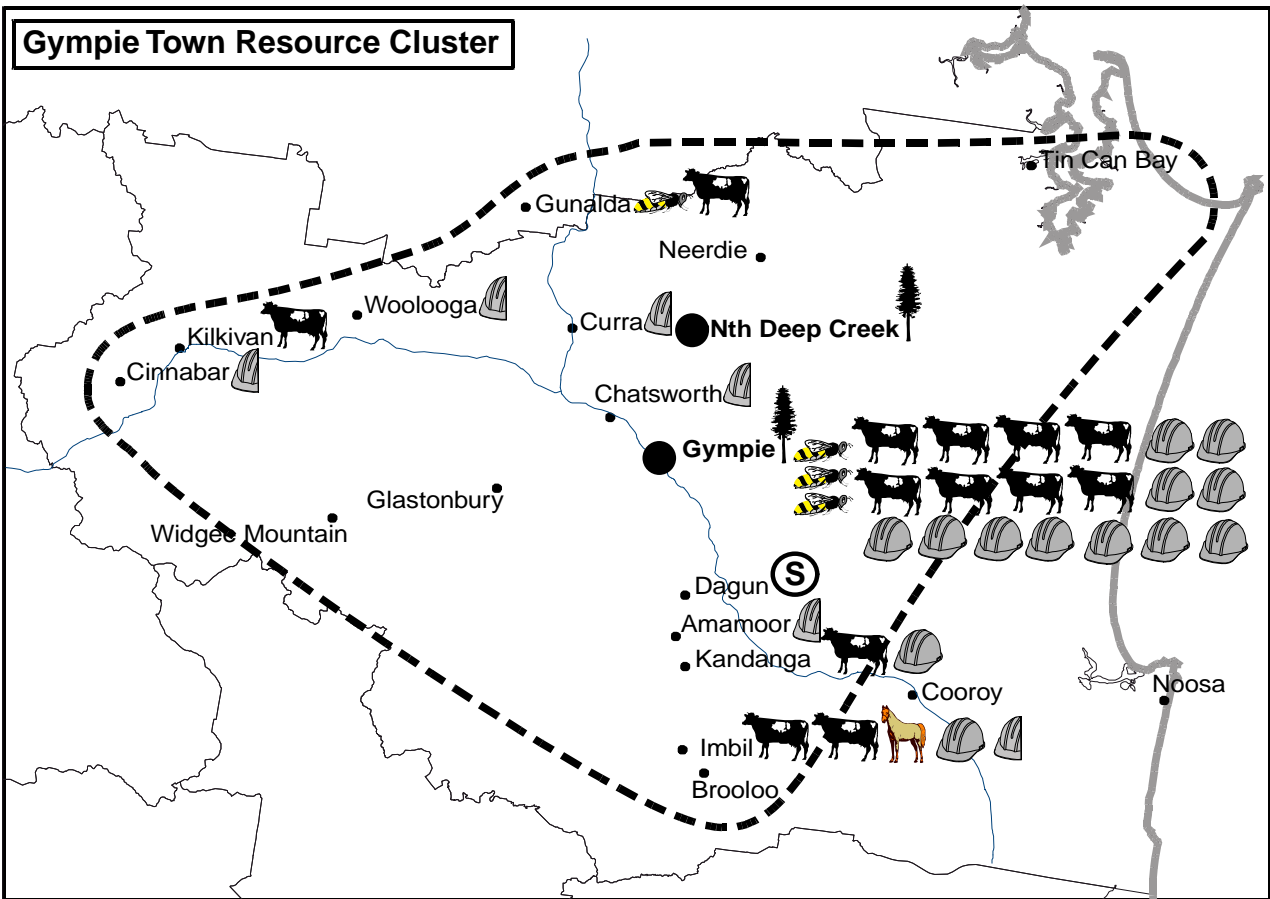 Gympie Town Resource Cluster
Tin Can Bay
Gunalda
Neerdie
Woolooga
Curra
Nth Deep Creek
Kilkivan
Cinnabar
Chatsworth
Gympie
Glastonbury
Widgee Mountain
S
Dagun
Amamoor
Kandanga
Cooroy
Noosa
Imbil
Brooloo